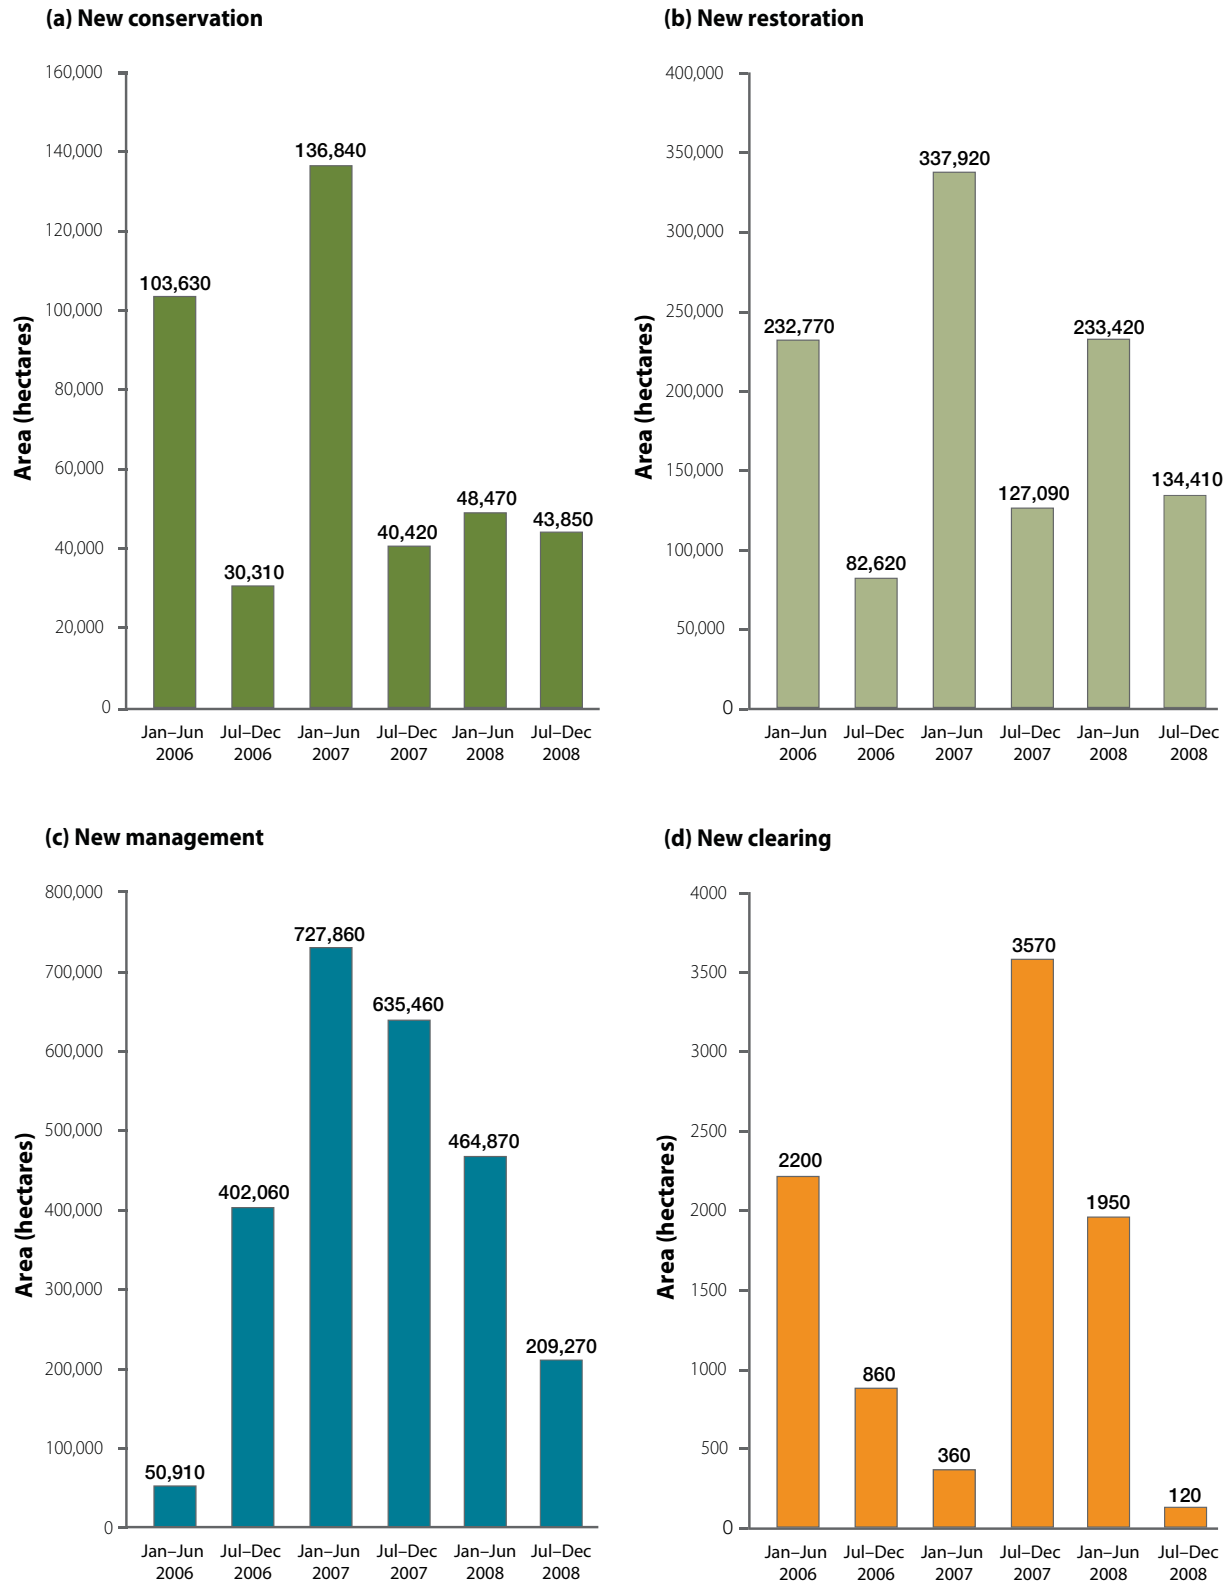 (a) New conservation
160,000
140,000
120,000
100,000
80,000
60,000
40,000
20,000
0
Area (hectares)
103,630
30,310
136,840
40,420
48,470
43,850
Jan–Jun
2006
Jul–Dec
2006
Jan–Jun
2007
Jul–Dec
2007
Jan–Jun
2008
Jul–Dec
2008
(b) New restoration
400,000
350,000
300,000
250,000
200,000
150,000
100,000
50,000
0
Area (hectares)
232,770
82,620
337,920
127,090
233,420
134,410
Jan–Jun
2006
Jul–Dec
2006
Jan–Jun
2007
Jul–Dec
2007
Jan–Jun
2008
Jul–Dec
2008
(c) New management
800,000
700,000
600,000
500,000
400,000
300,000
200,000
100,000
0
Area (hectares)
50,910
402,060
727,860
635,460
464,870
209,270
Jan–Jun
2006
Jul–Dec
2006
Jan–Jun
2007
Jul–Dec
2007
Jan–Jun
2008
Jul–Dec
2008
(d) New clearing
4000
3500
3000
2500
2000
1500
1000
500
0
Area (hectares)
2200
860
360
3570
1950
120
Jan–Jun
2006
Jul–Dec
2006
Jan–Jun
2007
Jul–Dec
2007
Jan–Jun
2008
Jul–Dec
2008